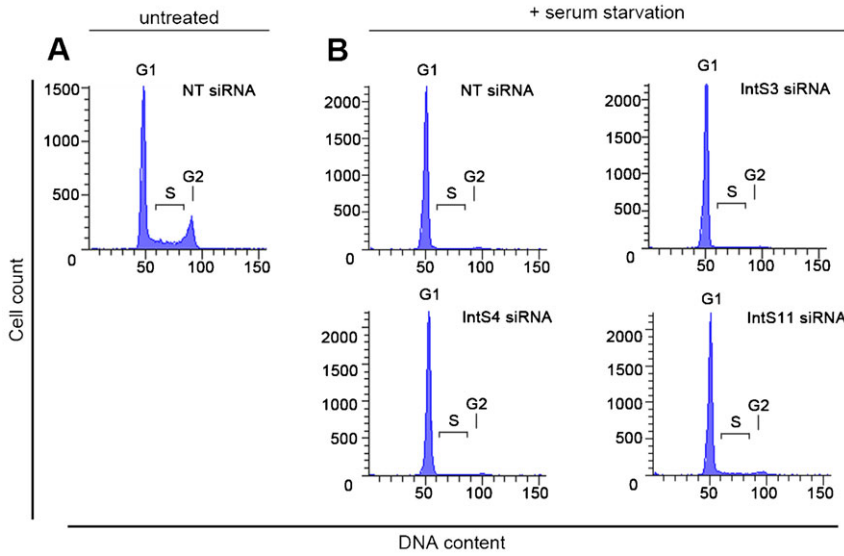 untreated
+ serum starvation
A
B
G1
NT siRNA
1500
1000
500
0
S
G2
50
100
150
G1
NT siRNA
2000
1500
1000
500
0
S
G2
50
100
150
G1
IntS3 siRNA
2000
1500
1000
500
0
S
G2
50
100
150
G1
IntS4 siRNA
2000
1500
1000
500
0
S
G2
50
100
150
G1
IntS11 siRNA
2000
1500
1000
500
0
S
G2
50
100
150
Cell count
DNA content